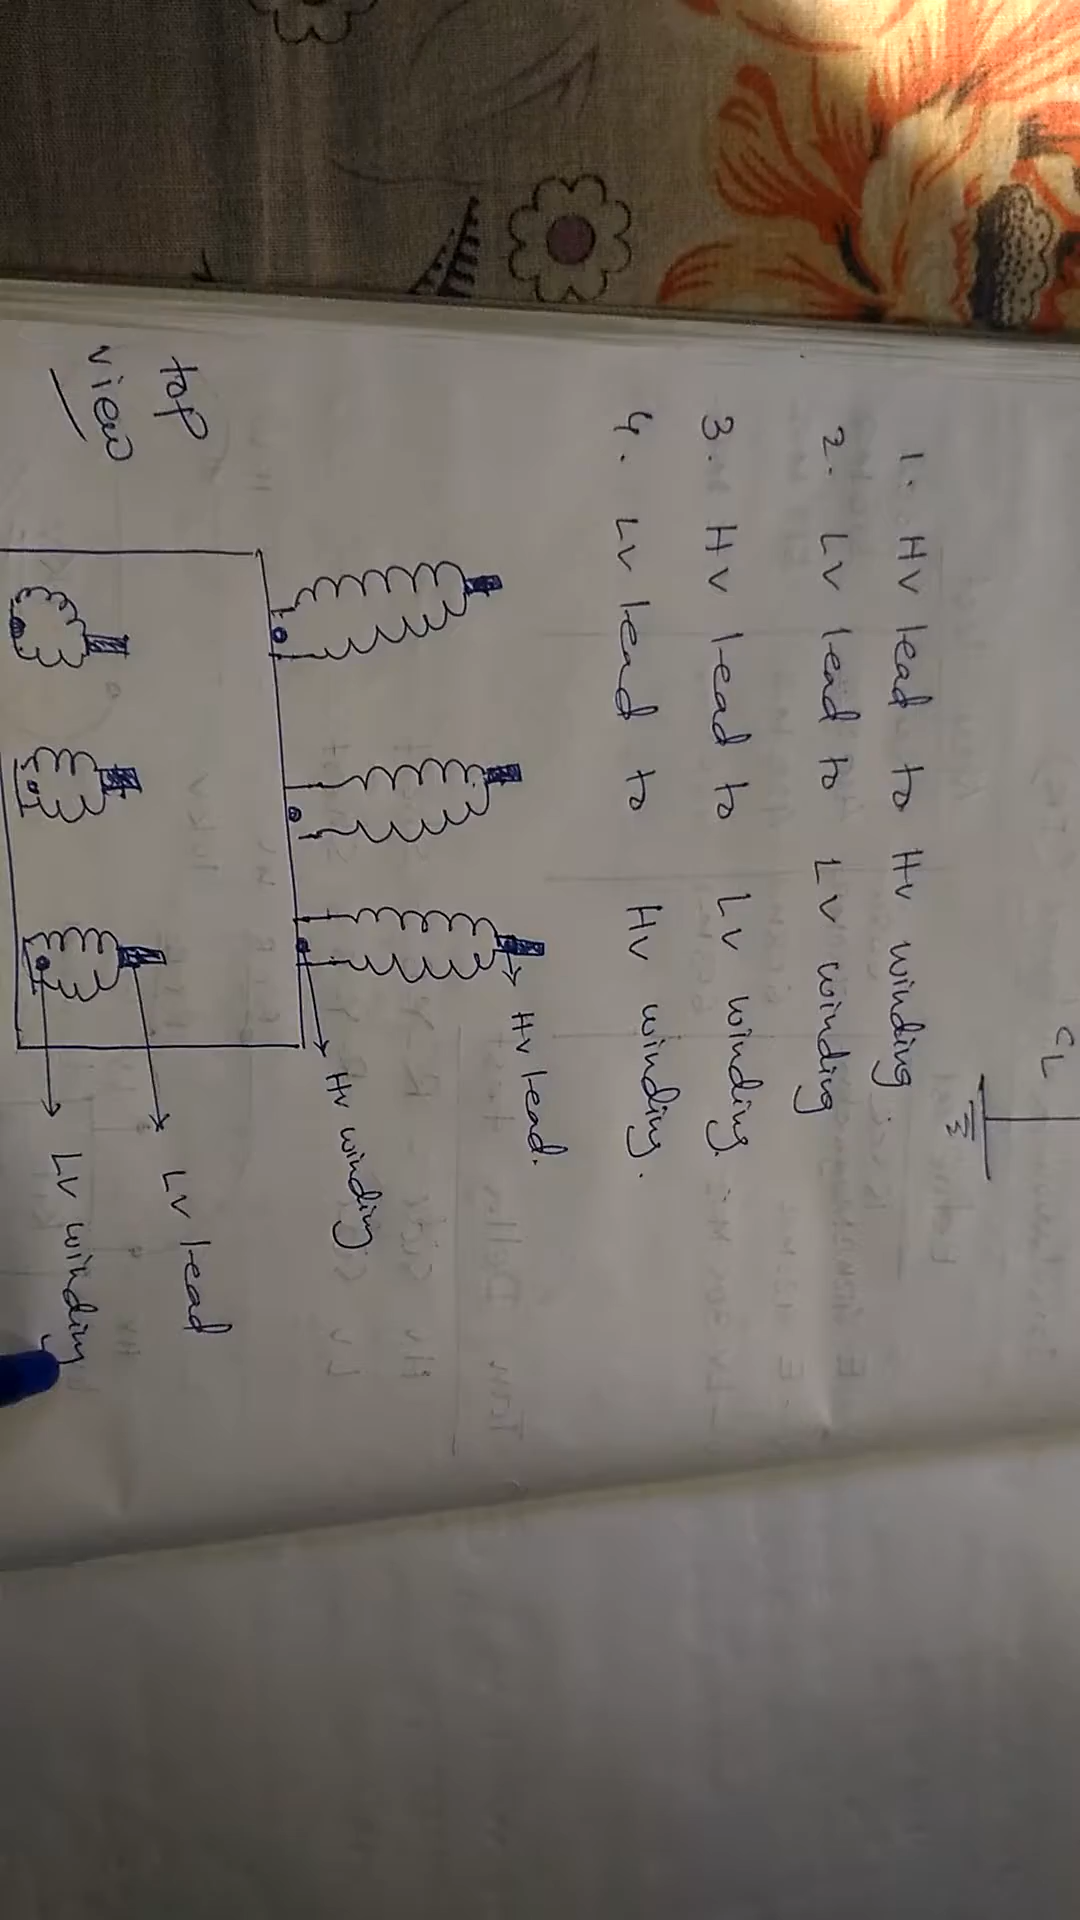 CL
1. HV lead to HV winding
2. LV lead to LV winding
3. HV lead to LV winding.
4. LV lead to HV winding.
HV lead.
HV winding
top
view
LV lead
LV winding